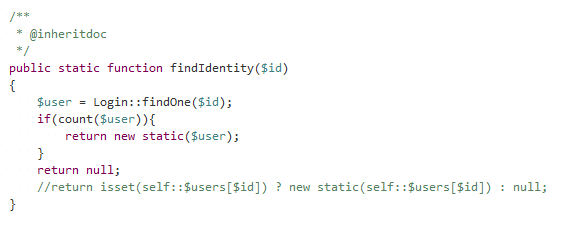 /**
 * @inheritdoc
 */
public static function findIdentity($id)
{
    $user = Login::findOne($id);
    if(count($user)){
        return new static($user);
    }
    return null;
    //return isset(self::$users[$id]) ? new static(self::$users[$id]) : null;
}